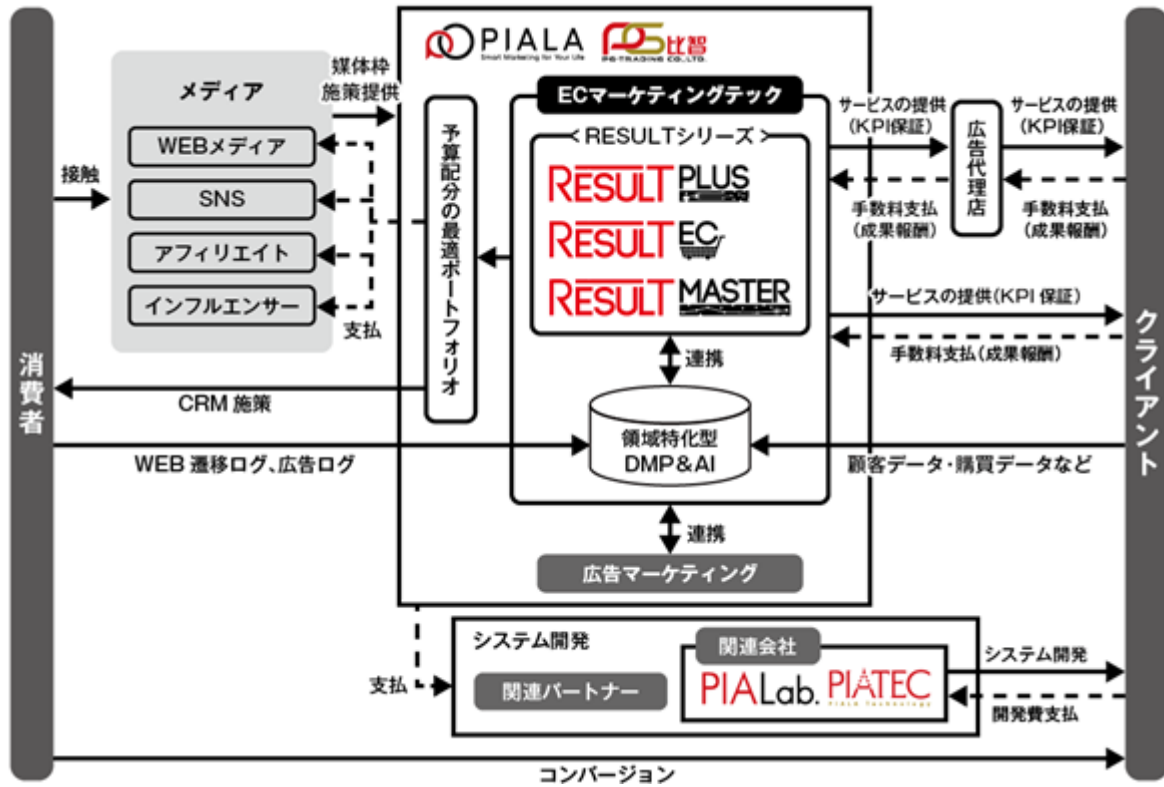 PIALA
Smart Marketing for Your Life
PG比智
PG-TRADING CO.,LTD.
媒体枠
施策提供
メディア
WEBメディア
SNS
アフィリエイト
インフルエンサー
接触
支払
予算配分の最適ポートフォリオ
ECマーケティングテック
RESULTシリーズ
RESULT PLUS
RESULT EC
RESULT MASTER
連携
領域特化型
DMP&AI
連携
広告マーケティング
サービスの提供
(KPI保証)
広告代理店
サービスの提供
(KPI保証)
手数料支払
(成果報酬)
手数料支払
(成果報酬)
サービスの提供(KPI 保証)
手数料支払(成果報酬)
消費者
クライアント
CRM 施策
WEB 遷移ログ、広告ログ
顧客データ・購買データなど
支払
システム開発
関連パートナー
関連会社
PIALab.
PIATEC
PIALA Technology
システム開発
開発費支払
コンバージョン